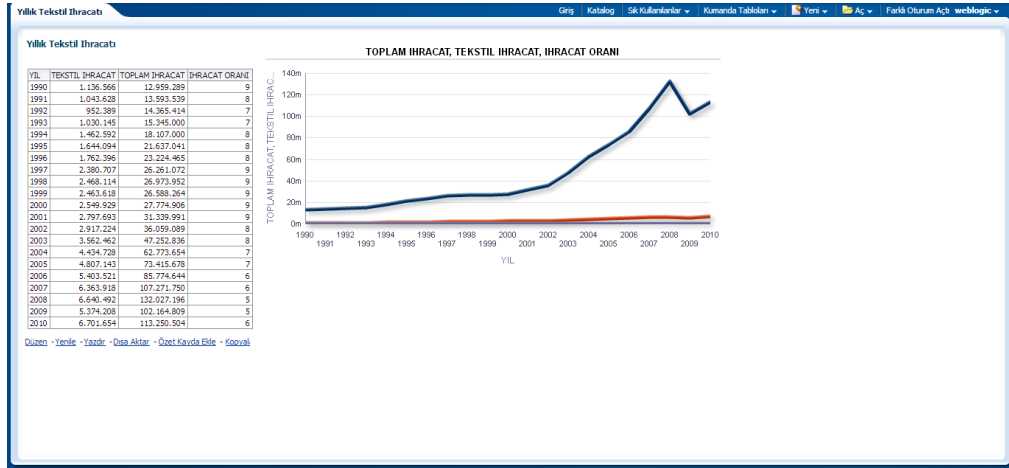 Yıllık Tekstil Ihracatı
Giriş Katalog Sık Kullanılanlar Kumanda Tabloları Yeni Aç Farklı Oturum Açtı weblogic
Yıllık Tekstil Ihracatı
YIL TEKSTIL IHRACAT TOPLAM IHRACAT IHRACAT ORANI
1990 1.136.566 12.959.289 9
1991 1.043.628 13.593.539 8
1992 952.389 14.365.414 7
1993 1.030.145 15.345.000 7
1994 1.462.592 18.107.000 8
1995 1.644.094 21.637.041 8
1996 1.762.396 23.224.465 8
1997 2.380.707 26.261.072 9
1998 2.468.114 26.973.952 9
1999 2.463.618 26.588.264 9
2000 2.549.929 27.774.906 9
2001 2.797.693 31.339.991 9
2002 2.917.224 36.059.089 8
2003 3.562.462 47.252.836 8
2004 4.434.728 62.773.654 7
2005 4.807.143 73.415.678 7
2006 5.403.521 85.774.644 6
2007 6.363.918 107.271.750 6
2008 6.640.492 132.027.196 5
2009 5.374.208 102.164.809 5
2010 6.701.654 113.250.504 6
Düzen - Yenile - Yazdır - Dışa Aktar - Özet Kayda Ekle - Kopyala
TOPLAM IHRACAT, TEKSTIL IHRACAT, IHRACAT ORANI
TOPLAM IHRACAT, TEKSTIL IHRAC...
140m
120m
100m
80m
60m
40m
20m
0m
1990 1992 1994 1996 1998 2000 2002 2004 2006 2008 2010
1991 1993 1995 1997 1999 2001 2003 2005 2007 2009
YIL